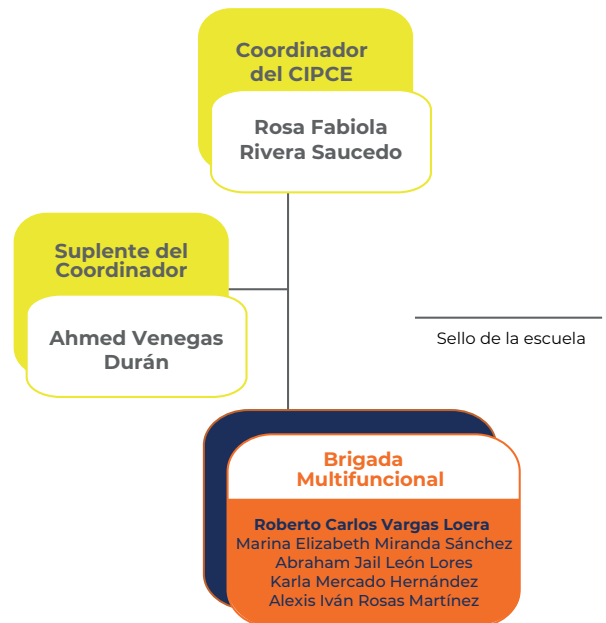 Coordinador
del CIPCE
Rosa Fabiola
Rivera Saucedo
Suplente del
Coordinador
Ahmed Venegas
Durán
Sello de la escuela
Brigada
Multifuncional
Roberto Carlos Vargas Loera
Marina Elizabeth Miranda Sánchez
Abraham Jail León Lores
Karla Mercado Hernández
Alexis Iván Rosas Martínez